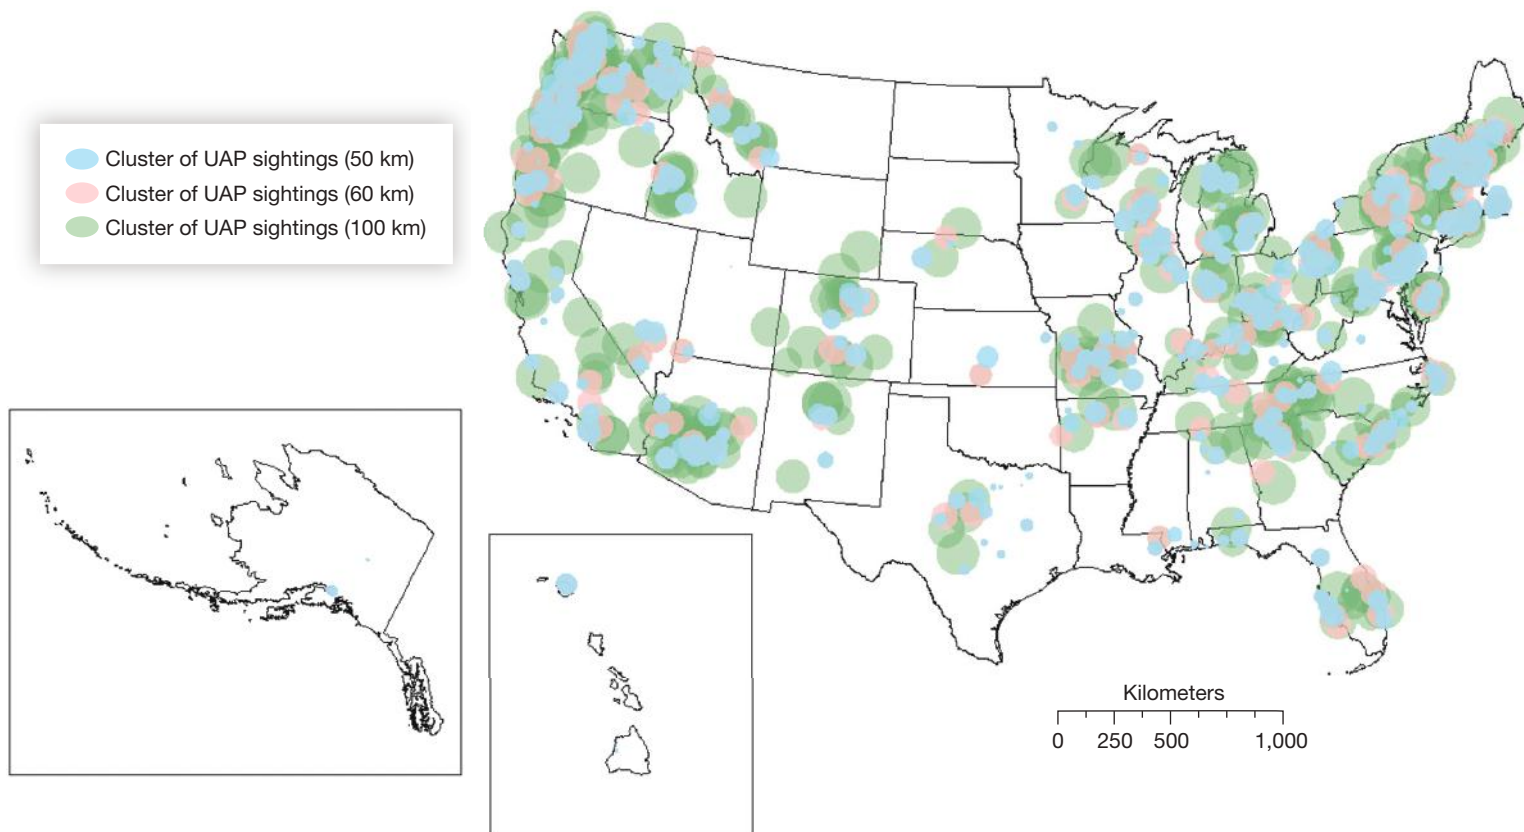 Cluster of UAP sightings (50 km)
Cluster of UAP sightings (60 km)
Cluster of UAP sightings (100 km)
Kilometers
0 250 500 1,000